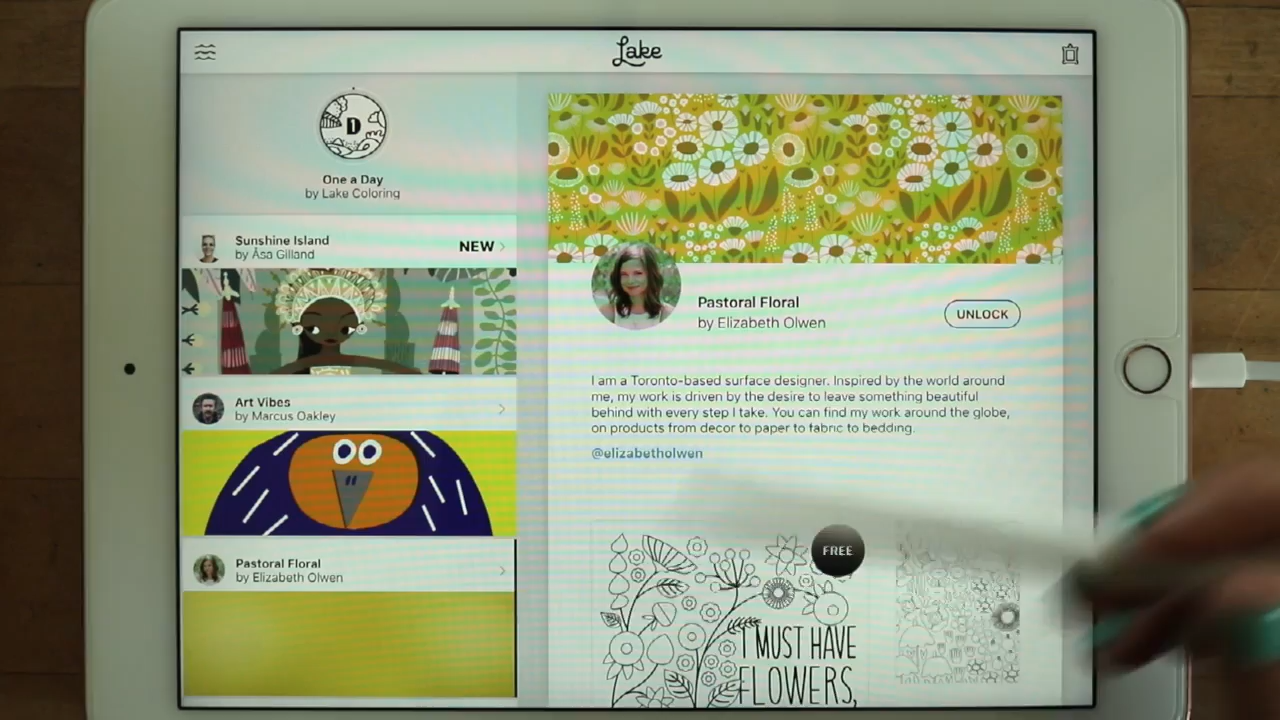 Lake
D
One a Day
by Lake Coloring
Sunshine Island
by Åsa Gilland
NEW
Art Vibes
by Marcus Oakley
Pastoral Floral
by Elizabeth Olwen
Pastoral Floral
by Elizabeth Olwen
UNLOCK
I am a Toronto-based surface designer. Inspired by the world around
me, my work is driven by the desire to leave something beautiful
behind with every step I take. You can find my work around the globe,
on products from decor to paper to fabric to bedding.
@elizabetholwen
FREE
I MUST HAVE
FLOWERS,